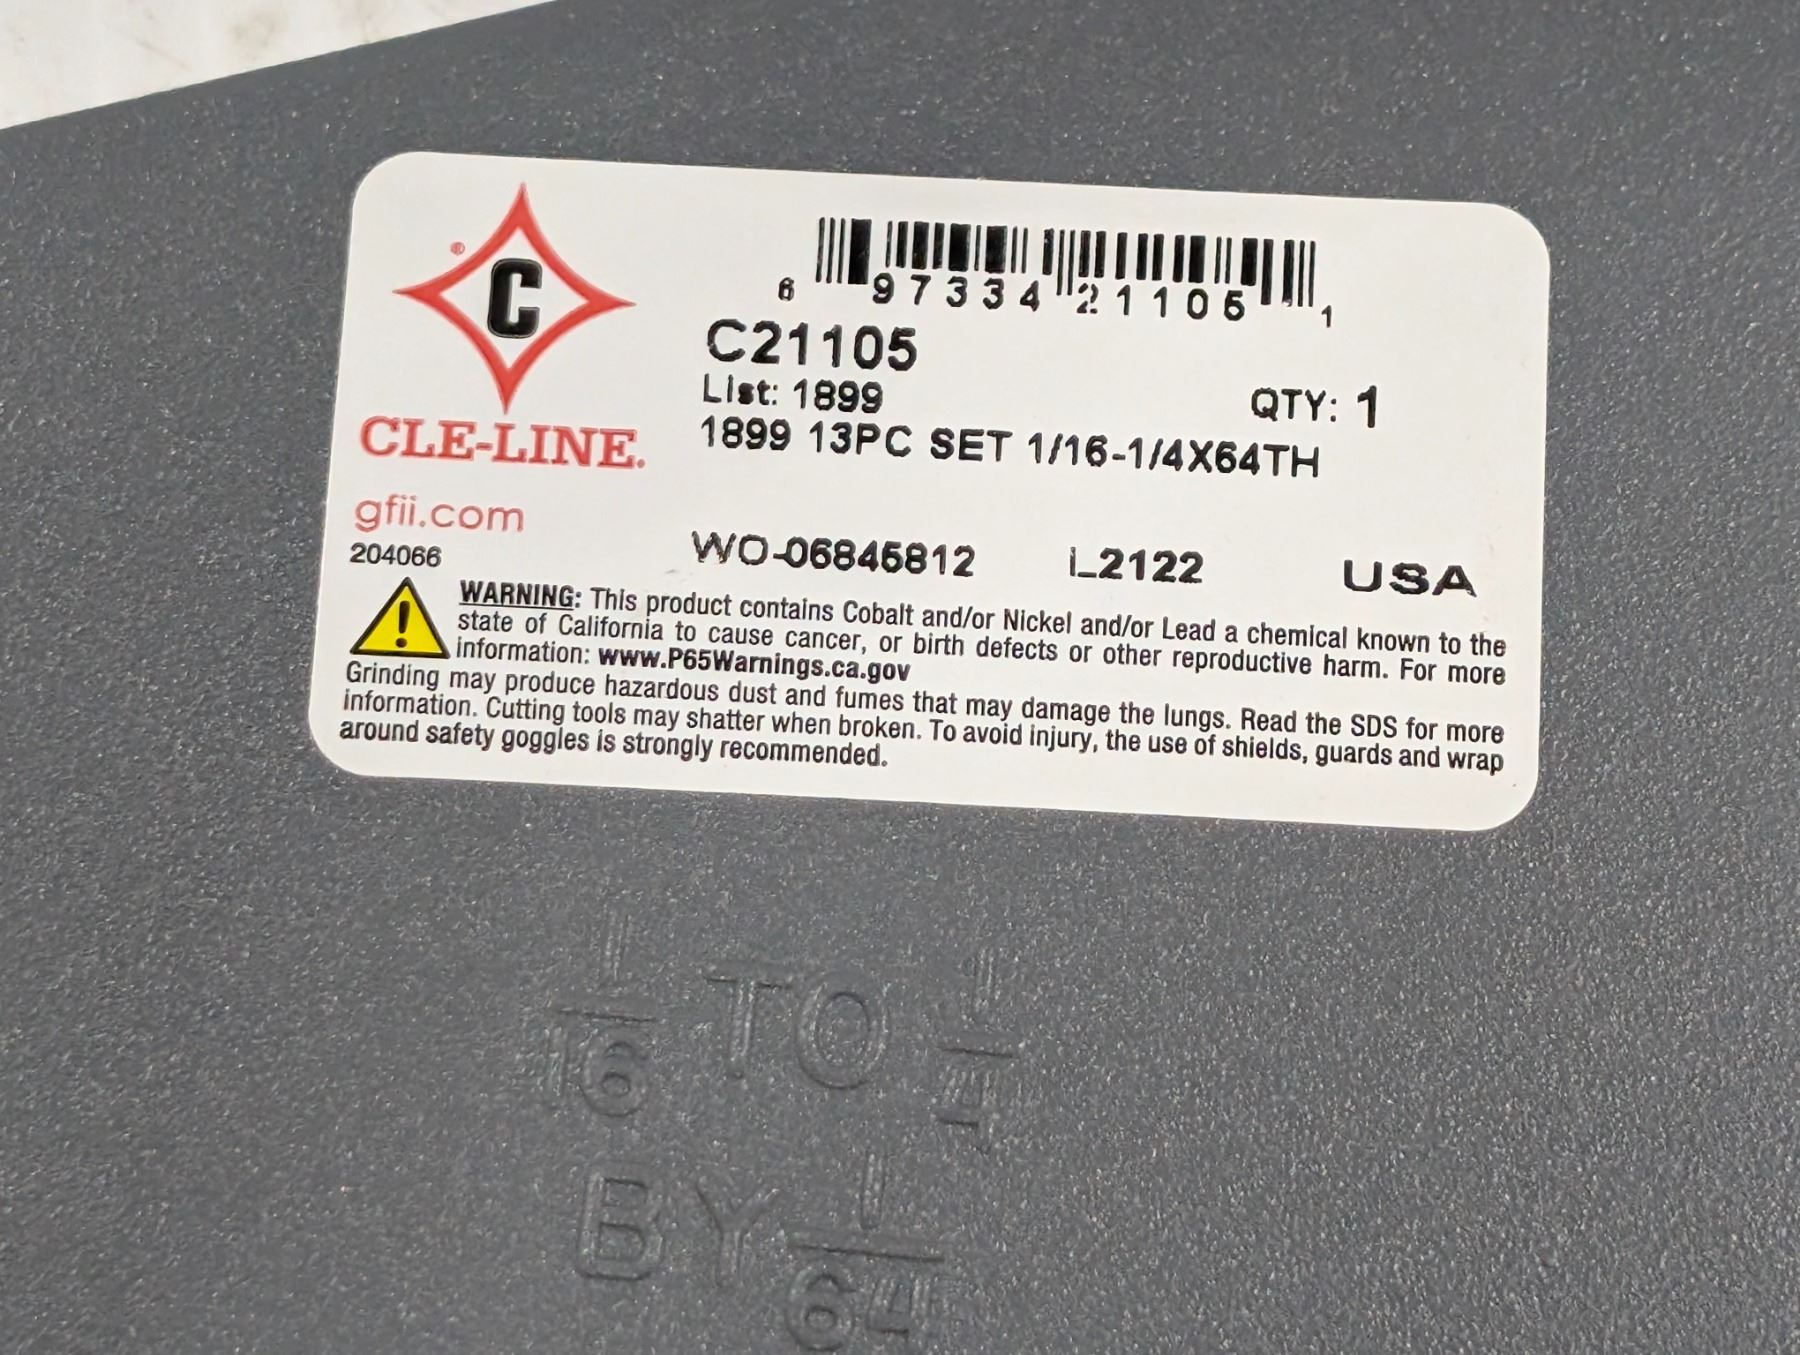 C
®
CLE-LINE.
gfii.com
204066
6 97334 21105 1
C21105
List: 1899
QTY: 1
1899 13PC SET 1/16-1/4X64TH
WO-06845812 L2122 USA
WARNING: This product contains Cobalt and/or Nickel and/or Lead a chemical known to the
state of California to cause cancer, or birth defects or other reproductive harm. For more
information: www.P65Warnings.ca.gov
Grinding may produce hazardous dust and fumes that may damage the lungs. Read the SDS for more
information. Cutting tools may shatter when broken. To avoid injury, the use of shields, guards and wrap
around safety goggles is strongly recommended.
1/16 TO 1/4
BY 1/64